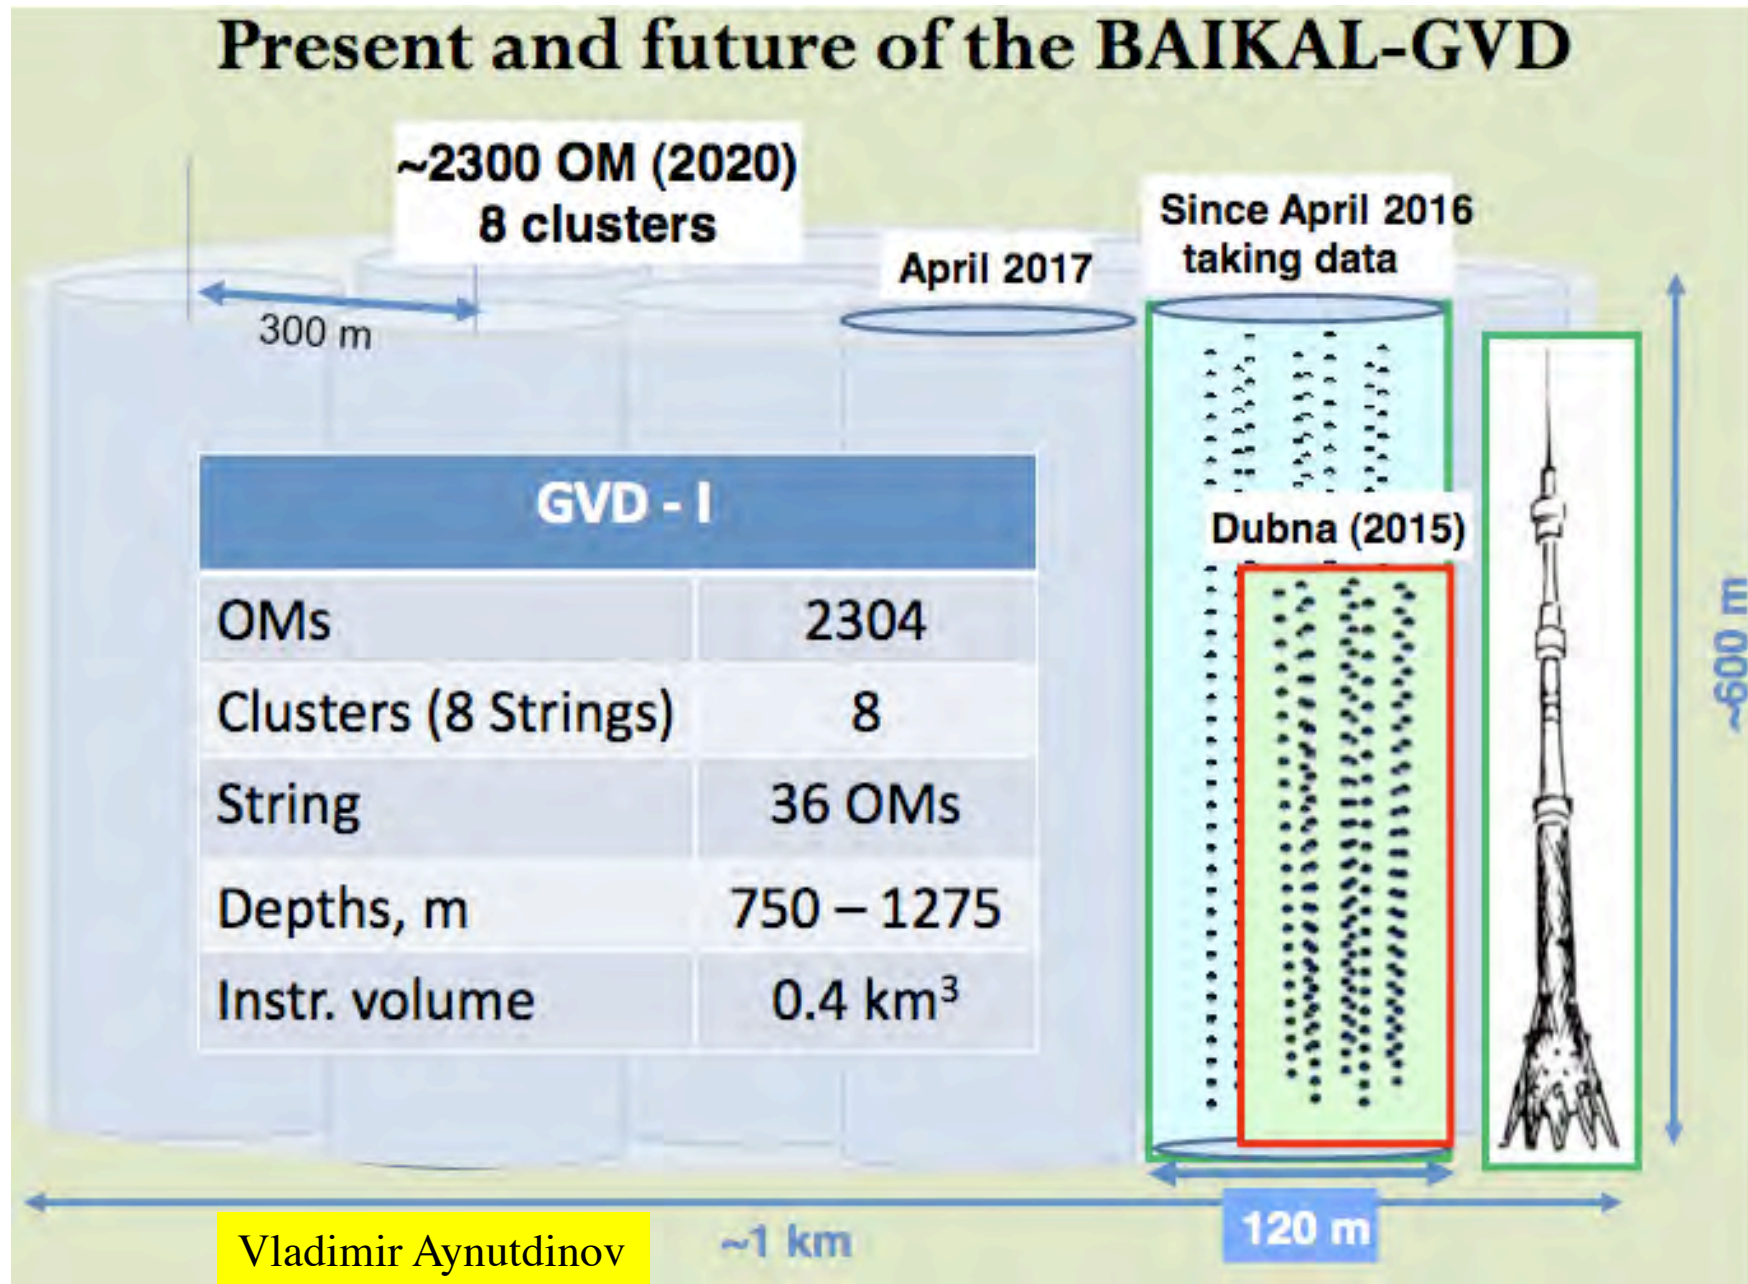 Present and future of the BAIKAL-GVD
~2300 OM (2020)
8 clusters
Since April 2016
taking data
April 2017
300 m
GVD - I
Dubna (2015)
OMs 2304
Clusters (8 Strings) 8
String 36 OMs
Depths, m 750 – 1275
Instr. volume 0.4 km³
~600 m
120 m
~1 km
Vladimir Aynutdinov